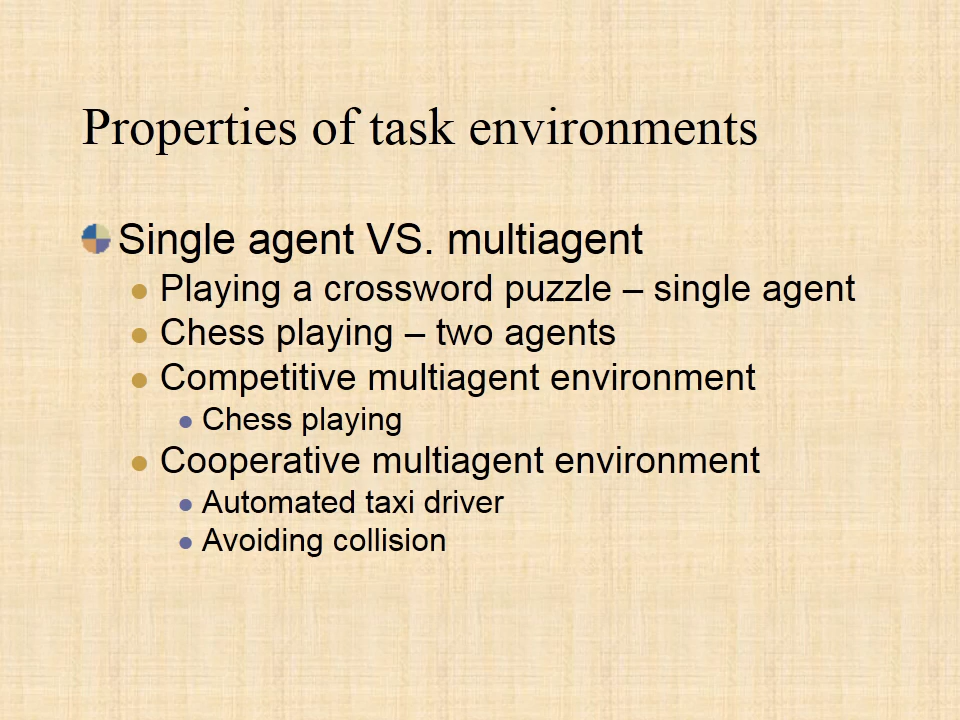 Properties of task environments
Single agent VS. multiagent
Playing a crossword puzzle – single agent
Chess playing – two agents
Competitive multiagent environment
Chess playing
Cooperative multiagent environment
Automated taxi driver
Avoiding collision